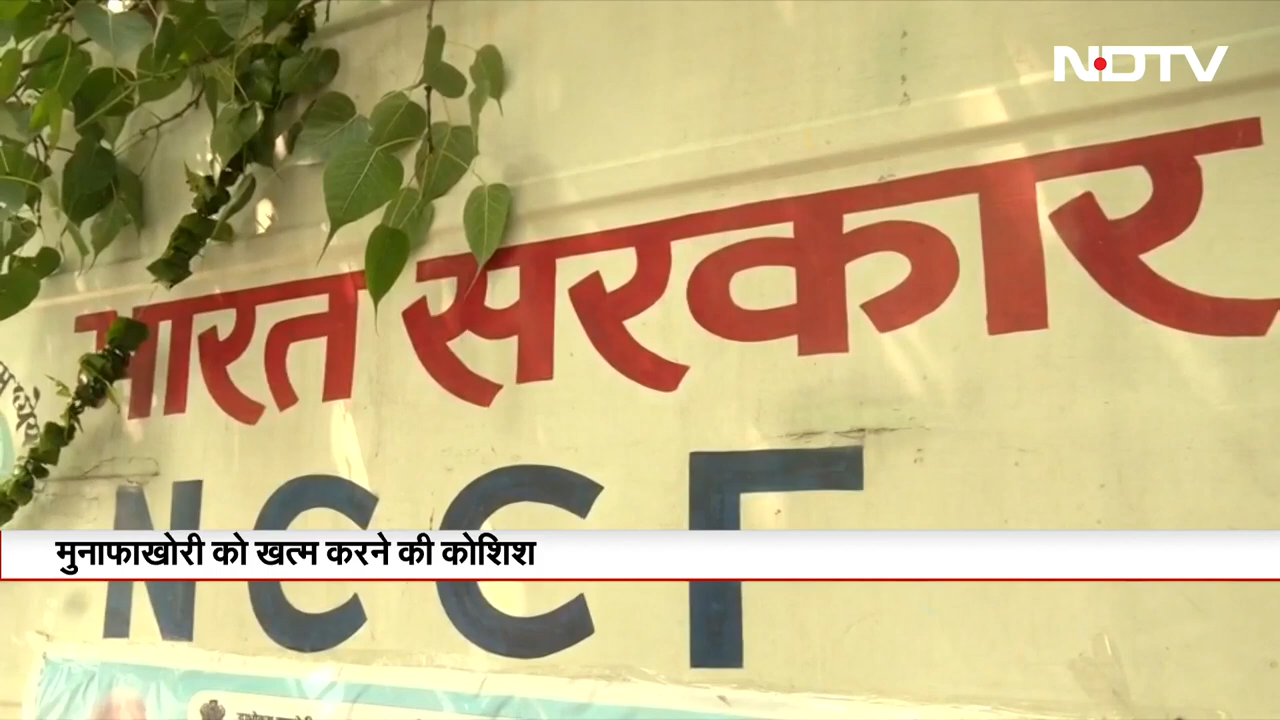 NDTV
भारत सरकार
NCCF
मुनाफाखोरी को खत्म करने की कोशिश